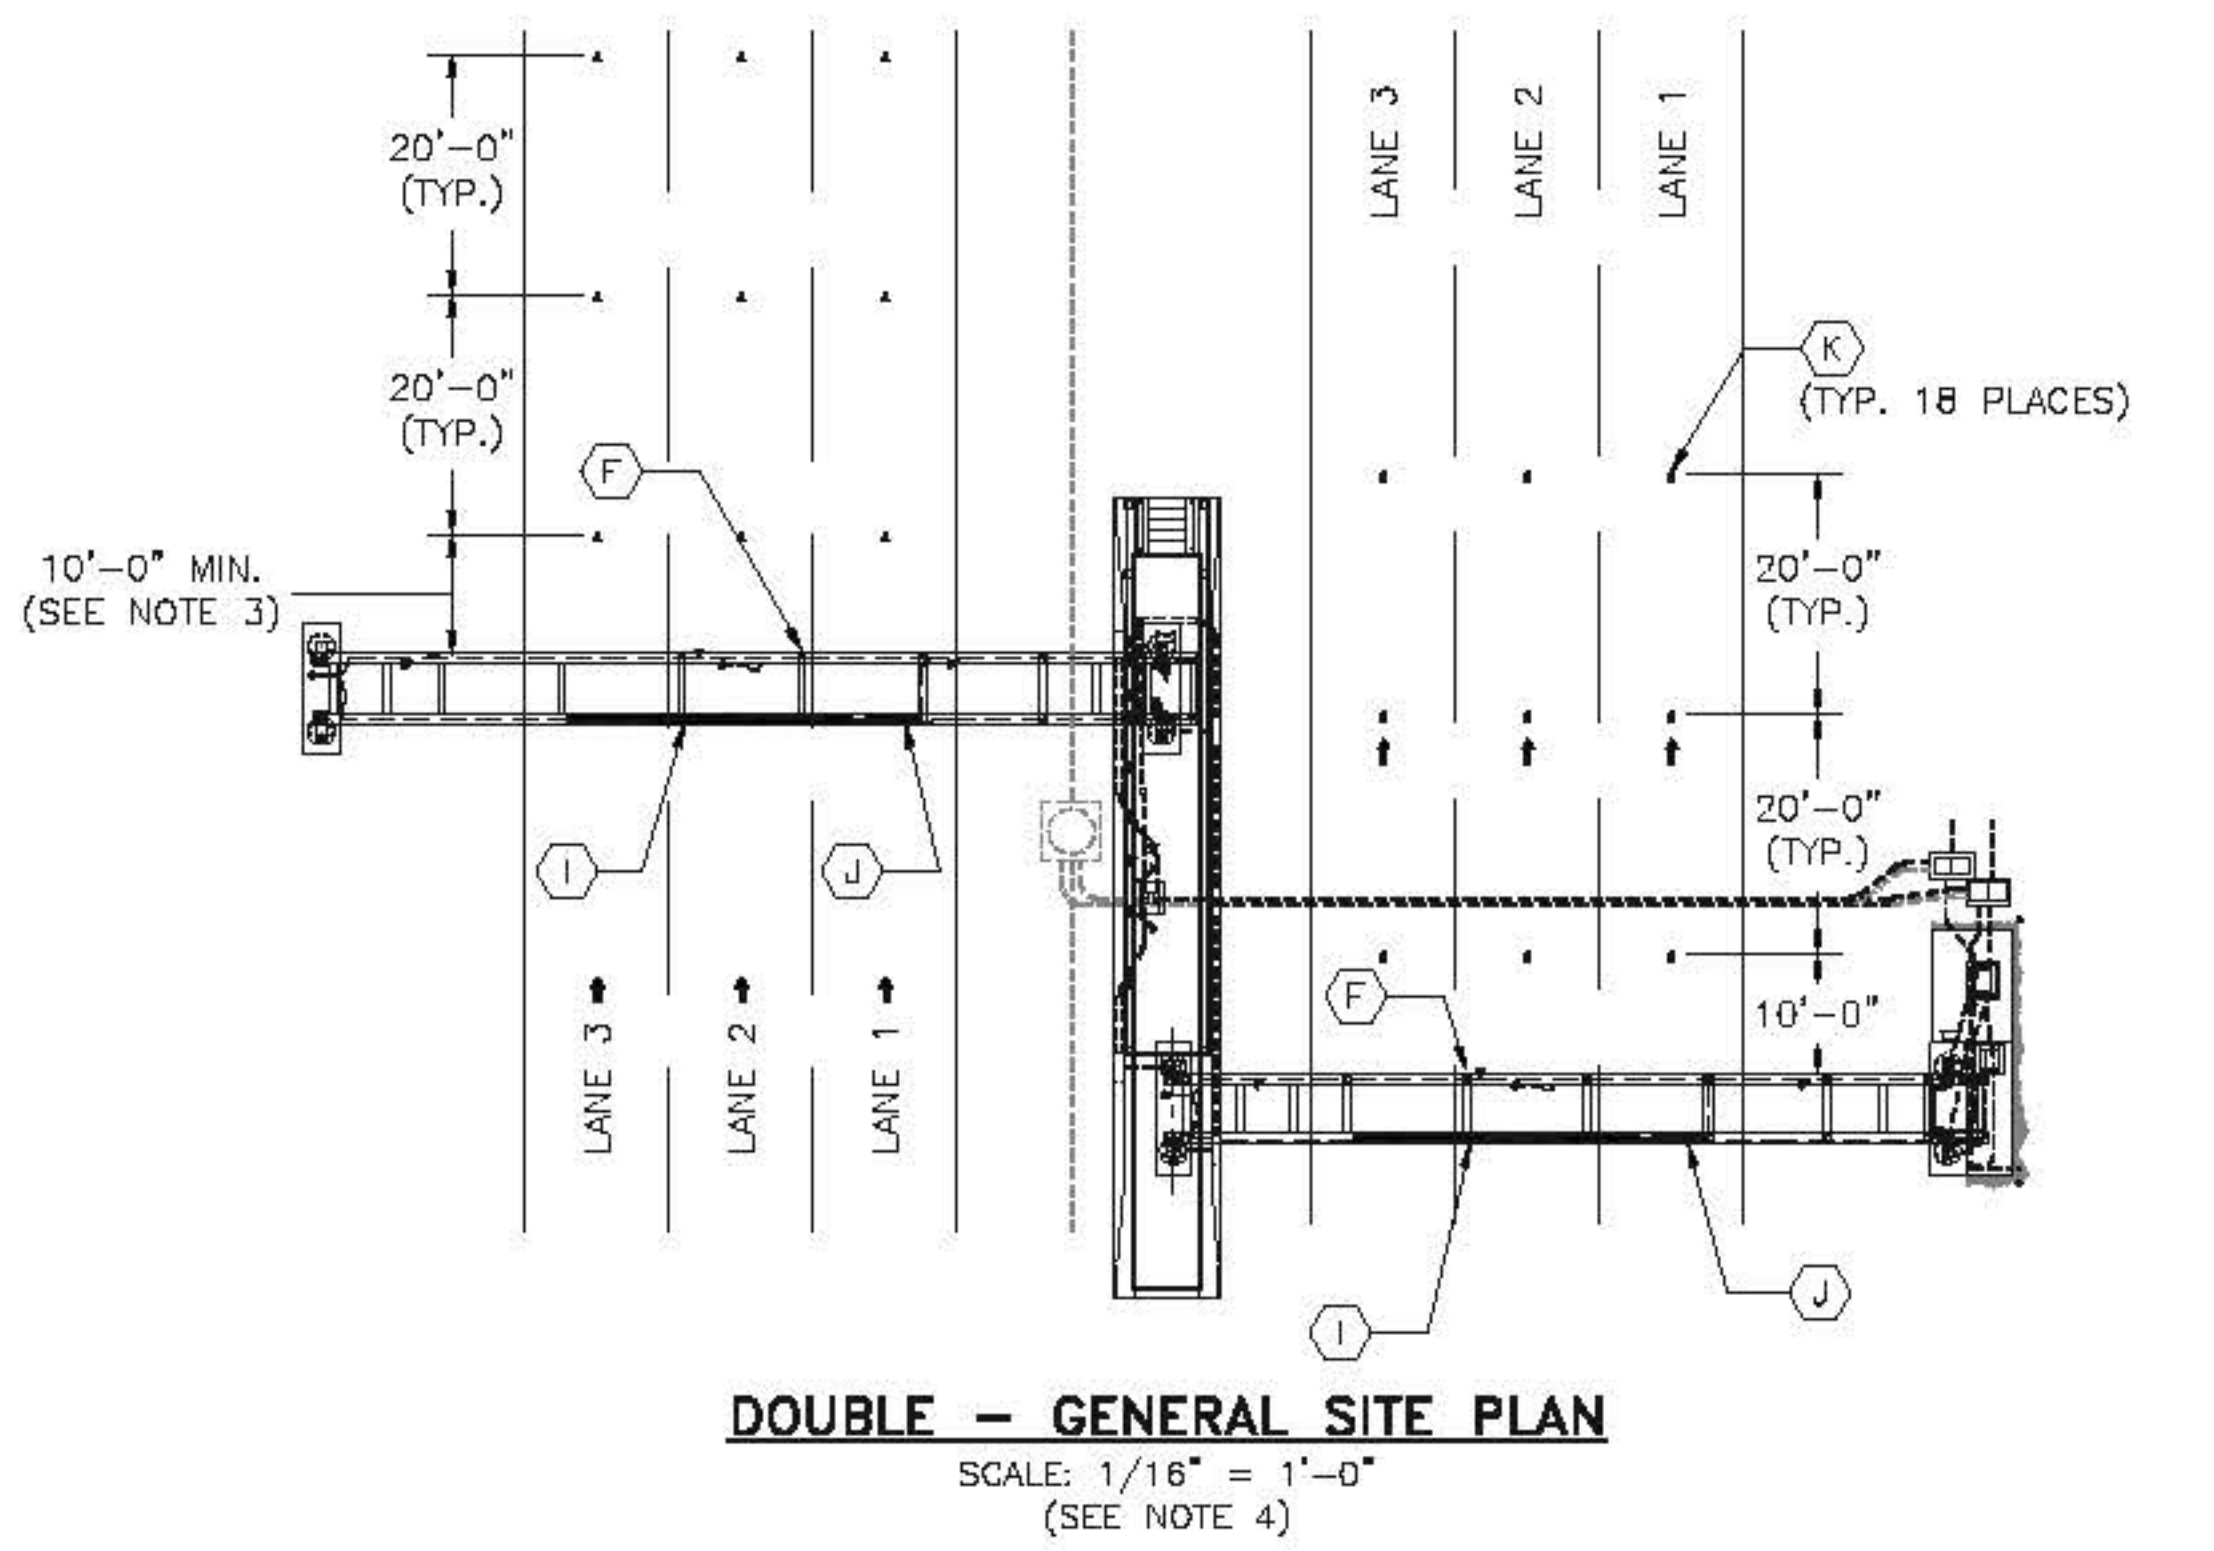 LANE 3
LANE 2
LANE 1
20'-0"
(TYP.)
K
(TYP. 18 PLACES)
20'-0"
(TYP.)
F
10'-0" MIN.
(SEE NOTE 3)
20'-0"
(TYP.)
20'-0"
(TYP.)
I
J
F
10'-0"
LANE 3
LANE 2
LANE 1
I
J
DOUBLE - GENERAL SITE PLAN
SCALE: 1/16" = 1'-0"
(SEE NOTE 4)